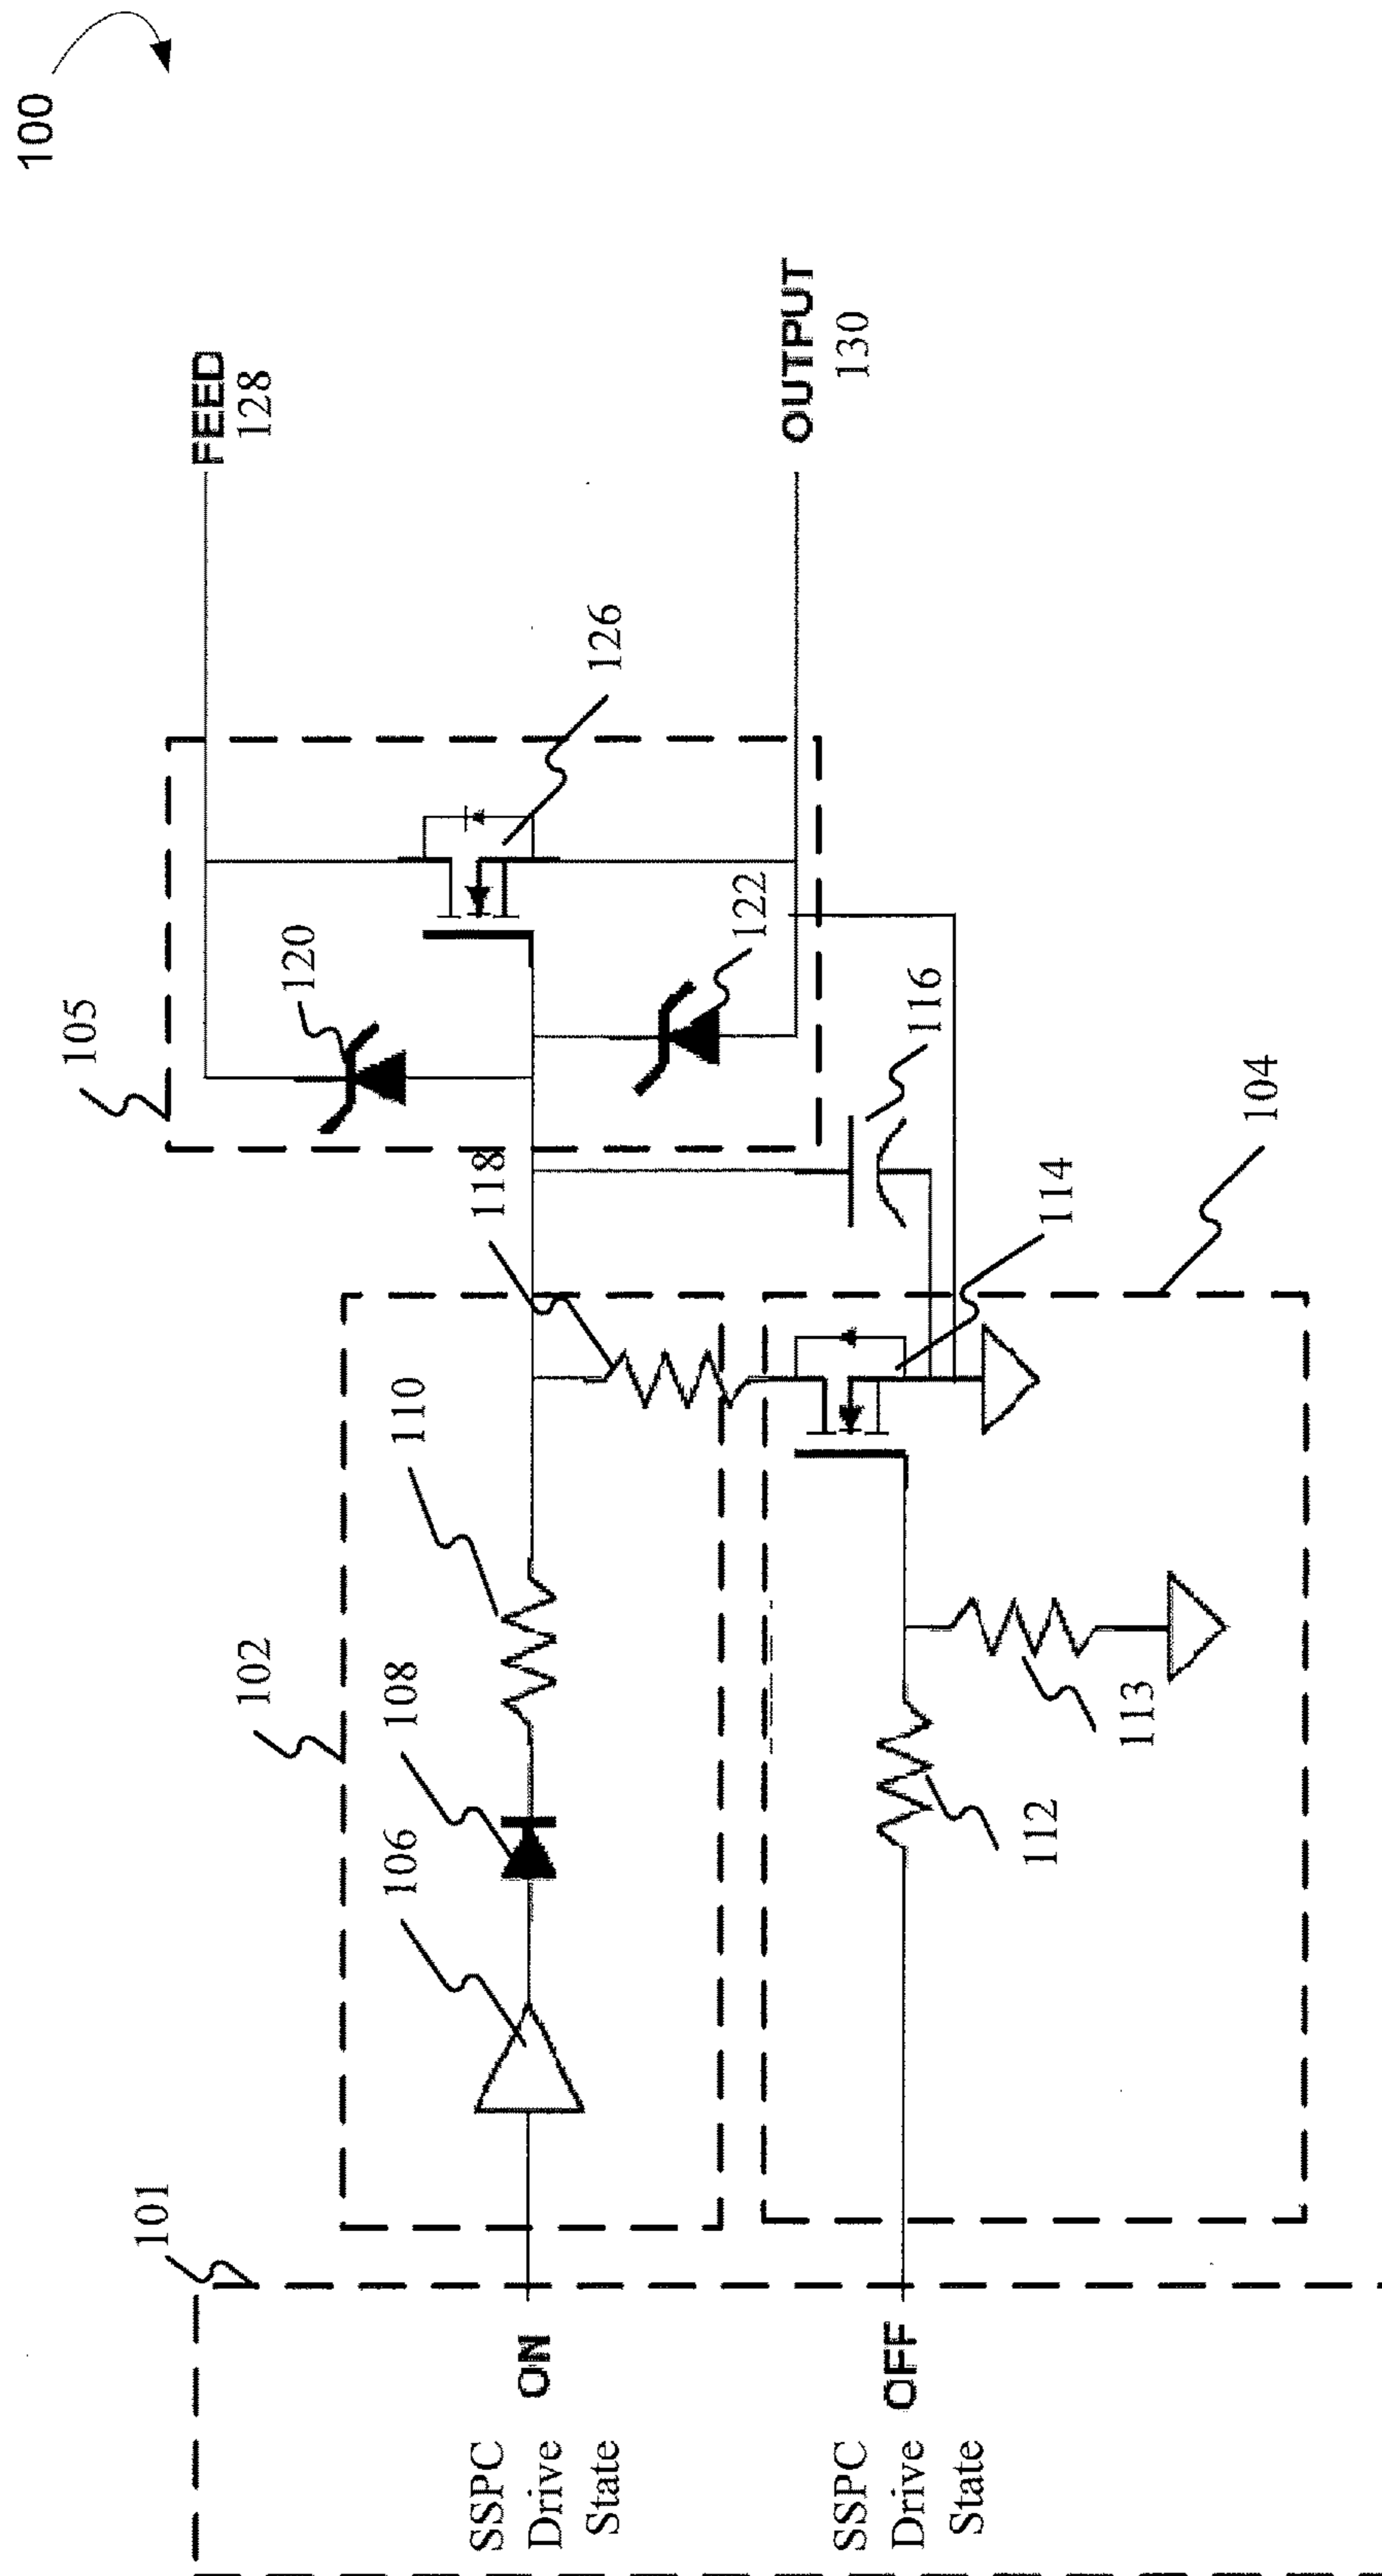 100
FEED
128
OUTPUT
130
105
120
126
122
116
118
114
104
102
110
108
106
112
113
101
ON
SSPC
Drive
State
OFF
SSPC
Drive
State